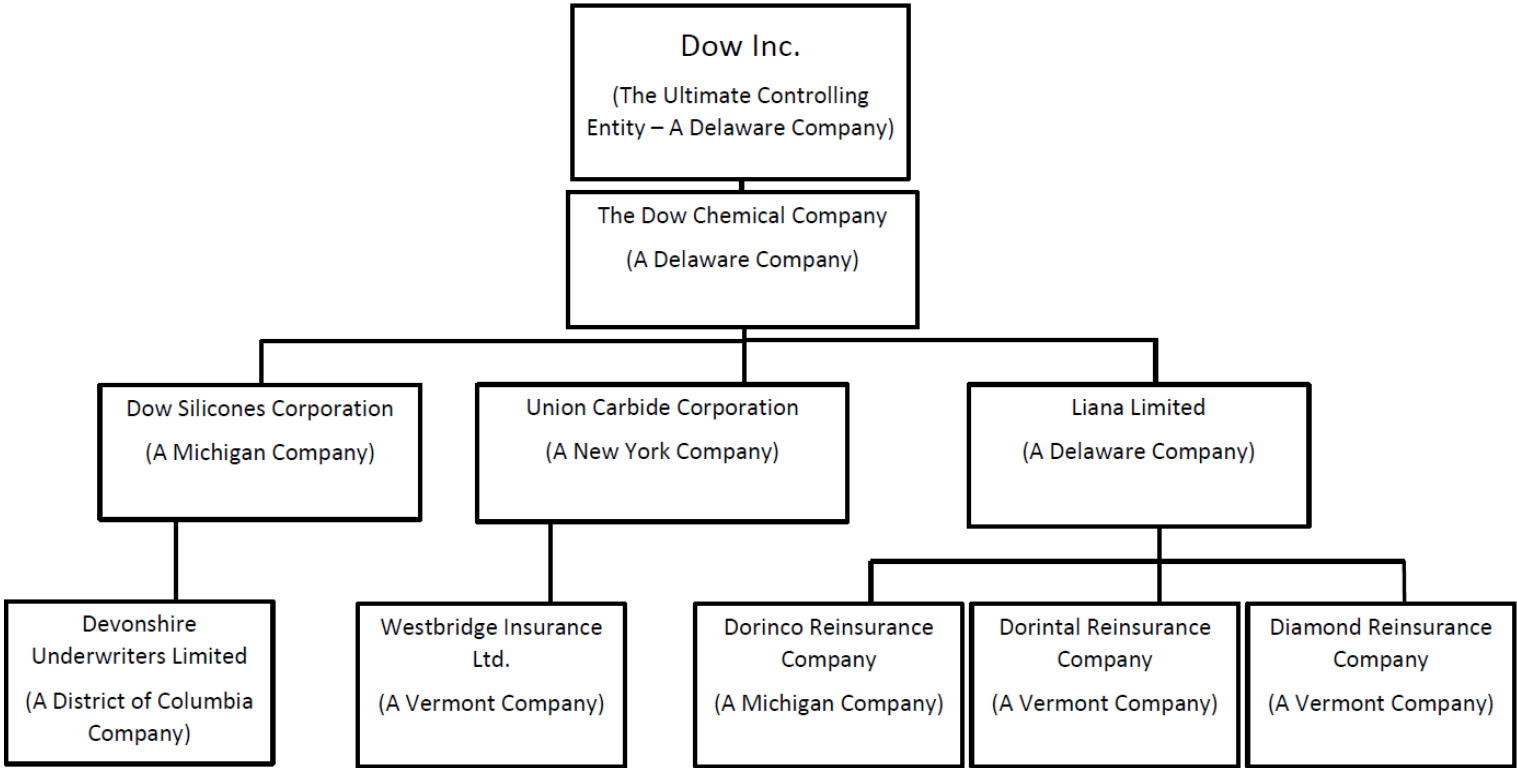 Dow Inc.
(The Ultimate Controlling
Entity – A Delaware Company)
The Dow Chemical Company
(A Delaware Company)
Dow Silicones Corporation
(A Michigan Company)
Union Carbide Corporation
(A New York Company)
Liana Limited
(A Delaware Company)
Devonshire
Underwriters Limited
(A District of Columbia
Company)
Westbridge Insurance
Ltd.
(A Vermont Company)
Dorinco Reinsurance
Company
(A Michigan Company)
Dorintal Reinsurance
Company
(A Vermont Company)
Diamond Reinsurance
Company
(A Vermont Company)